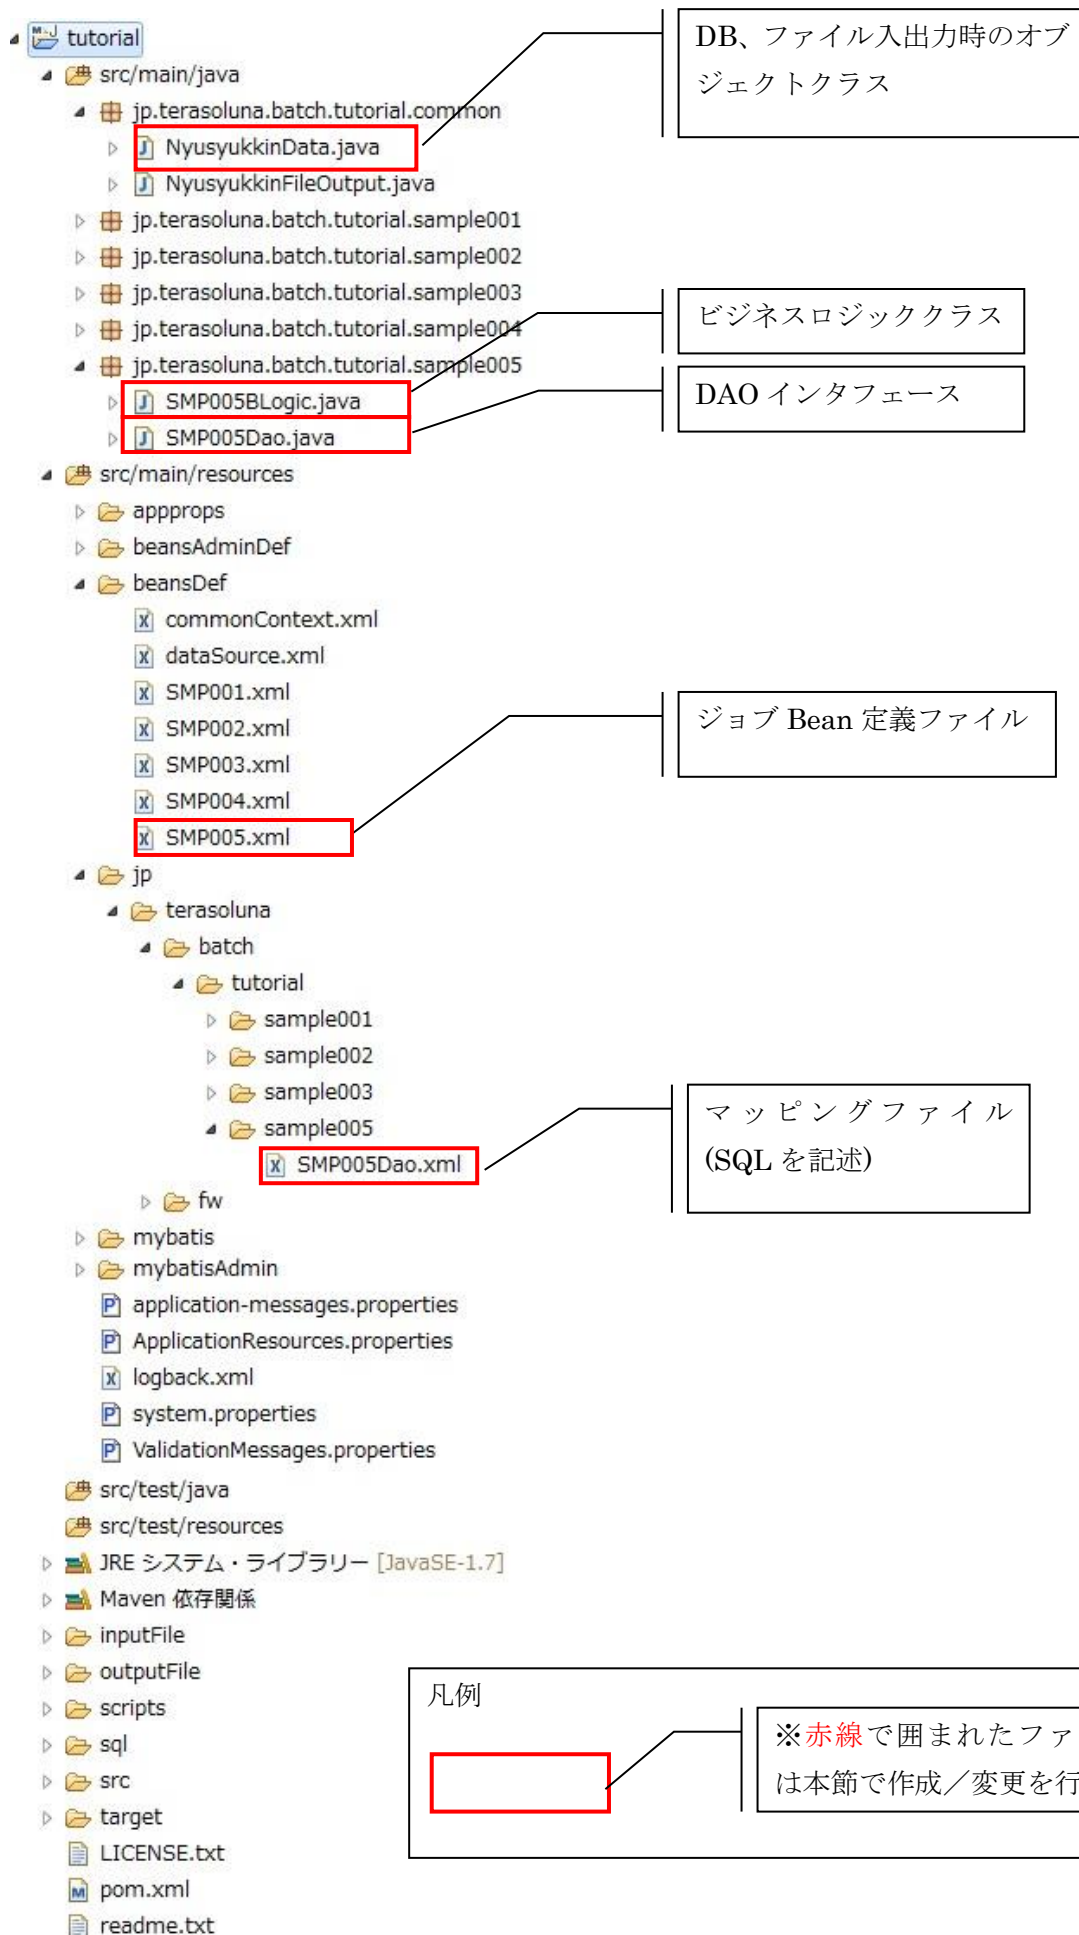 tutorial
src/main/java
jp.terasoluna.batch.tutorial.common
NyusyukkinData.java
NyusyukkinFileOutput.java
jp.terasoluna.batch.tutorial.sample001
jp.terasoluna.batch.tutorial.sample002
jp.terasoluna.batch.tutorial.sample003
jp.terasoluna.batch.tutorial.sample004
jp.terasoluna.batch.tutorial.sample005
SMP005BLogic.java
SMP005Dao.java
src/main/resources
appprops
beansAdminDef
beansDef
commonContext.xml
dataSource.xml
SMP001.xml
SMP002.xml
SMP003.xml
SMP004.xml
SMP005.xml
jp
terasoluna
batch
tutorial
sample001
sample002
sample003
sample005
SMP005Dao.xml
fw
mybatis
mybatisAdmin
application-messages.properties
ApplicationResources.properties
logback.xml
system.properties
ValidationMessages.properties
src/test/java
src/test/resources
JRE システム・ライブラリー [JavaSE-1.7]
Maven 依存関係
inputFile
outputFile
scripts
sql
src
target
LICENSE.txt
pom.xml
readme.txt
DB、ファイル入出力時のオブ
ジェクトクラス
ビジネスロジッククラス
DAO インタフェース
ジョブ Bean 定義ファイル
マッピングファイル
(SQL を記述)
凡例
※赤線で囲まれたファ
は本節で作成／変更を行